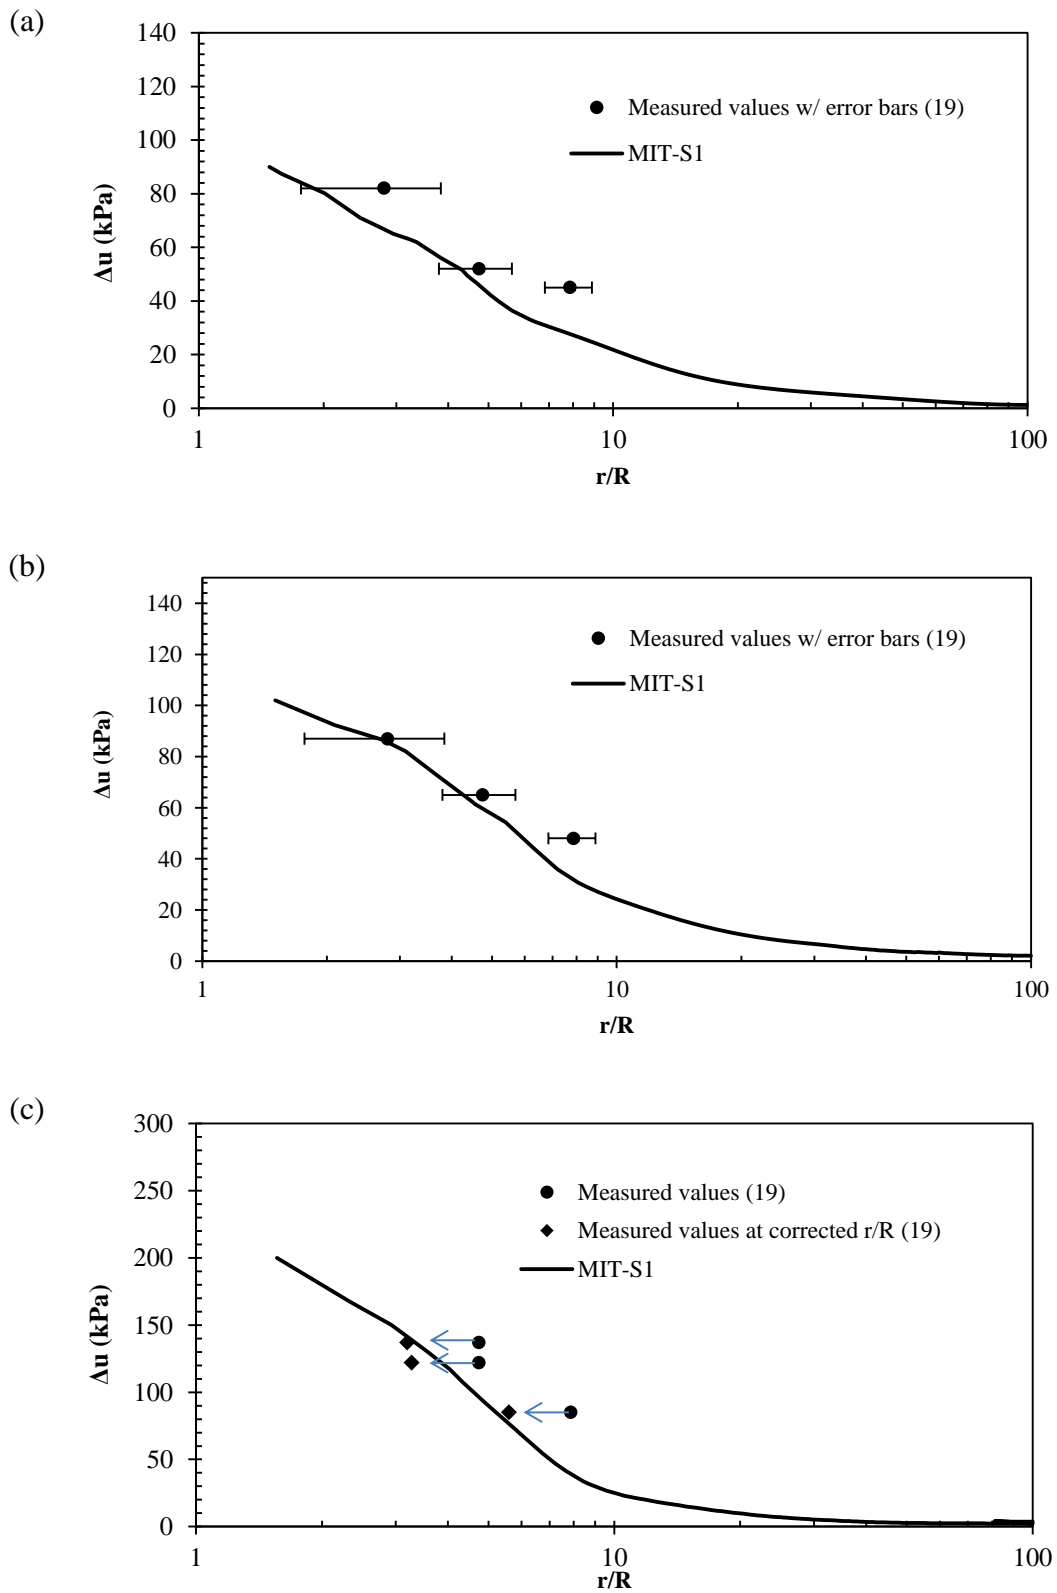 (a)
140
120
100
80
60
40
20
0
Δu (kPa)
Measured values w/ error bars (19)
MIT-S1
1
10
100
r/R
(b)
140
120
100
80
60
40
20
0
Δu (kPa)
Measured values w/ error bars (19)
MIT-S1
1
10
100
r/R
(c)
300
250
200
150
100
50
0
Δu (kPa)
Measured values (19)
Measured values at corrected r/R (19)
MIT-S1
1
10
100
r/R